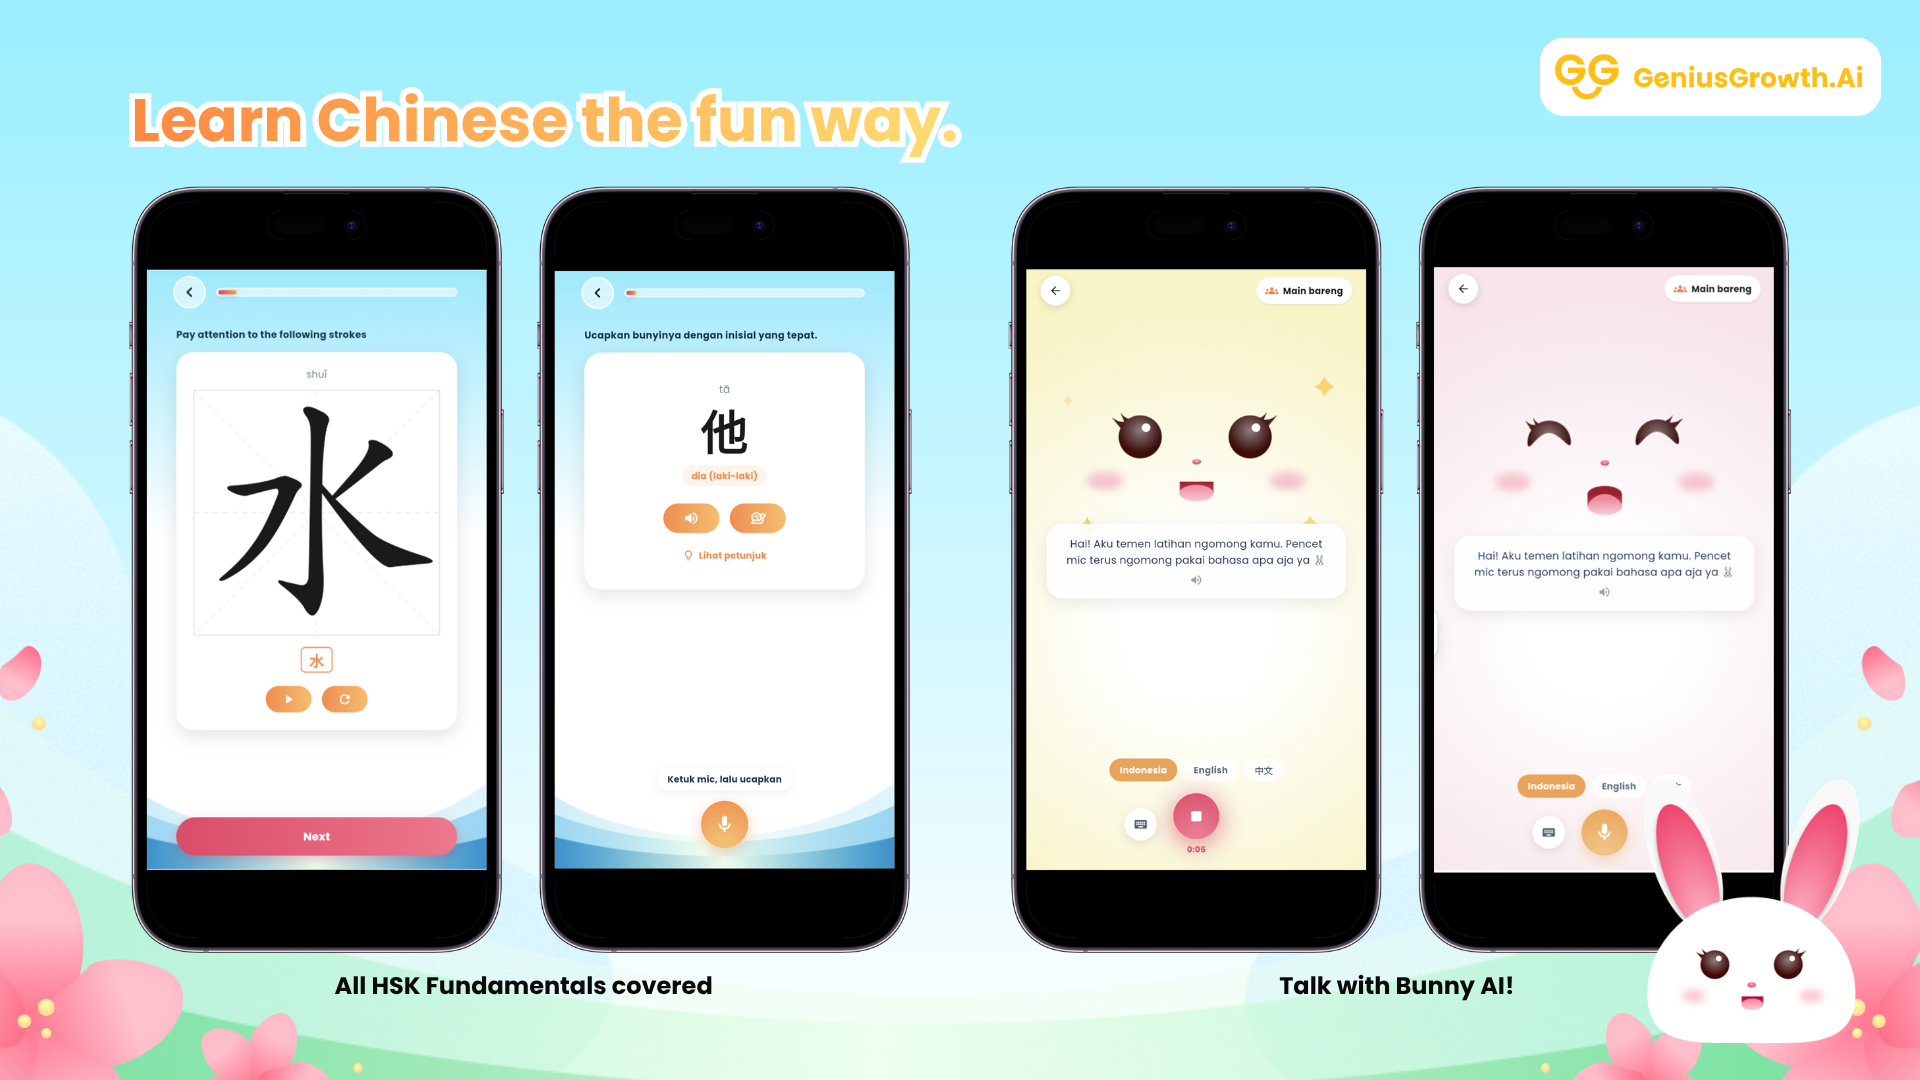 GG GeniusGrowth.Ai
Learn Chinese the fun way.
Pay attention to the following strokes
shuǐ
水
水
Next
Ucapkan bunyinya dengan inisial yang tepat.
tā
他
dia (laki-laki)
Lihat petunjuk
Ketuk mic, lalu ucapkan
Main bareng
Hai! Aku temen latihan ngomong kamu. Pencet
mic terus ngomong pakai bahasa apa aja ya 🐰
Indonesia English 中文
0:06
Main bareng
Hai! Aku temen latihan ngomong kamu. Pencet
mic terus ngomong pakai bahasa apa aja ya 🐰
Indonesia English
All HSK Fundamentals covered
Talk with Bunny AI!